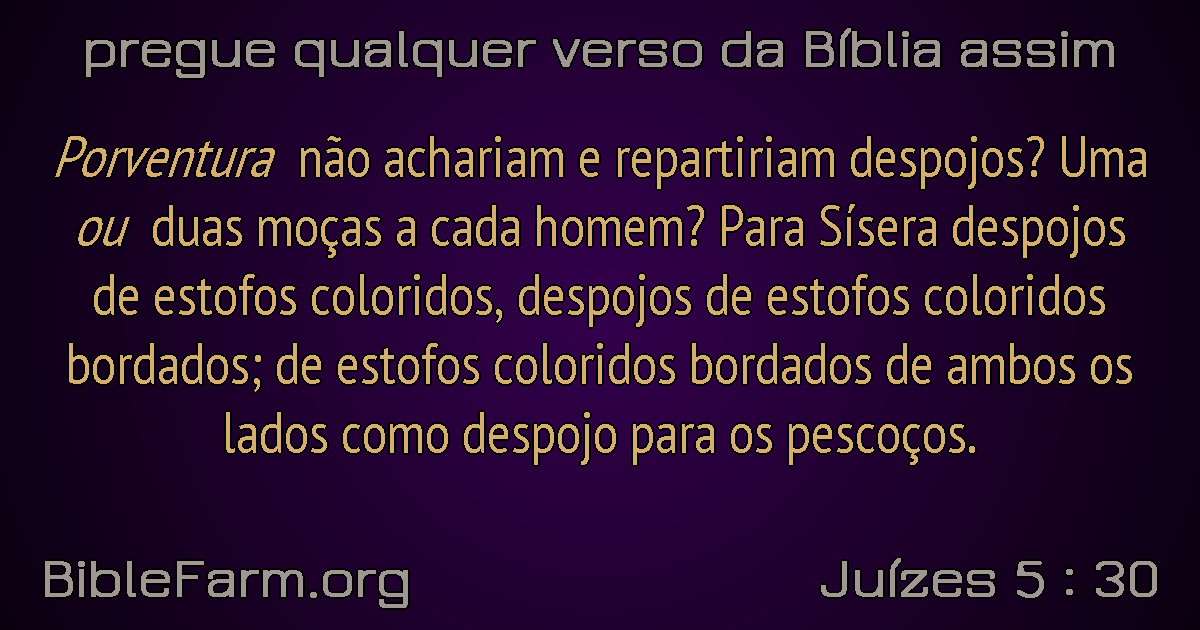 pregue qualquer verso da Bíblia assim
Porventura não achariam e repartiriam despojos? Uma
ou duas moças a cada homem? Para Sísera despojos
de estofos coloridos, despojos de estofos coloridos
bordados; de estofos coloridos bordados de ambos os
lados como despojo para os pescoços.
BibleFarm.org
Juízes 5 : 30